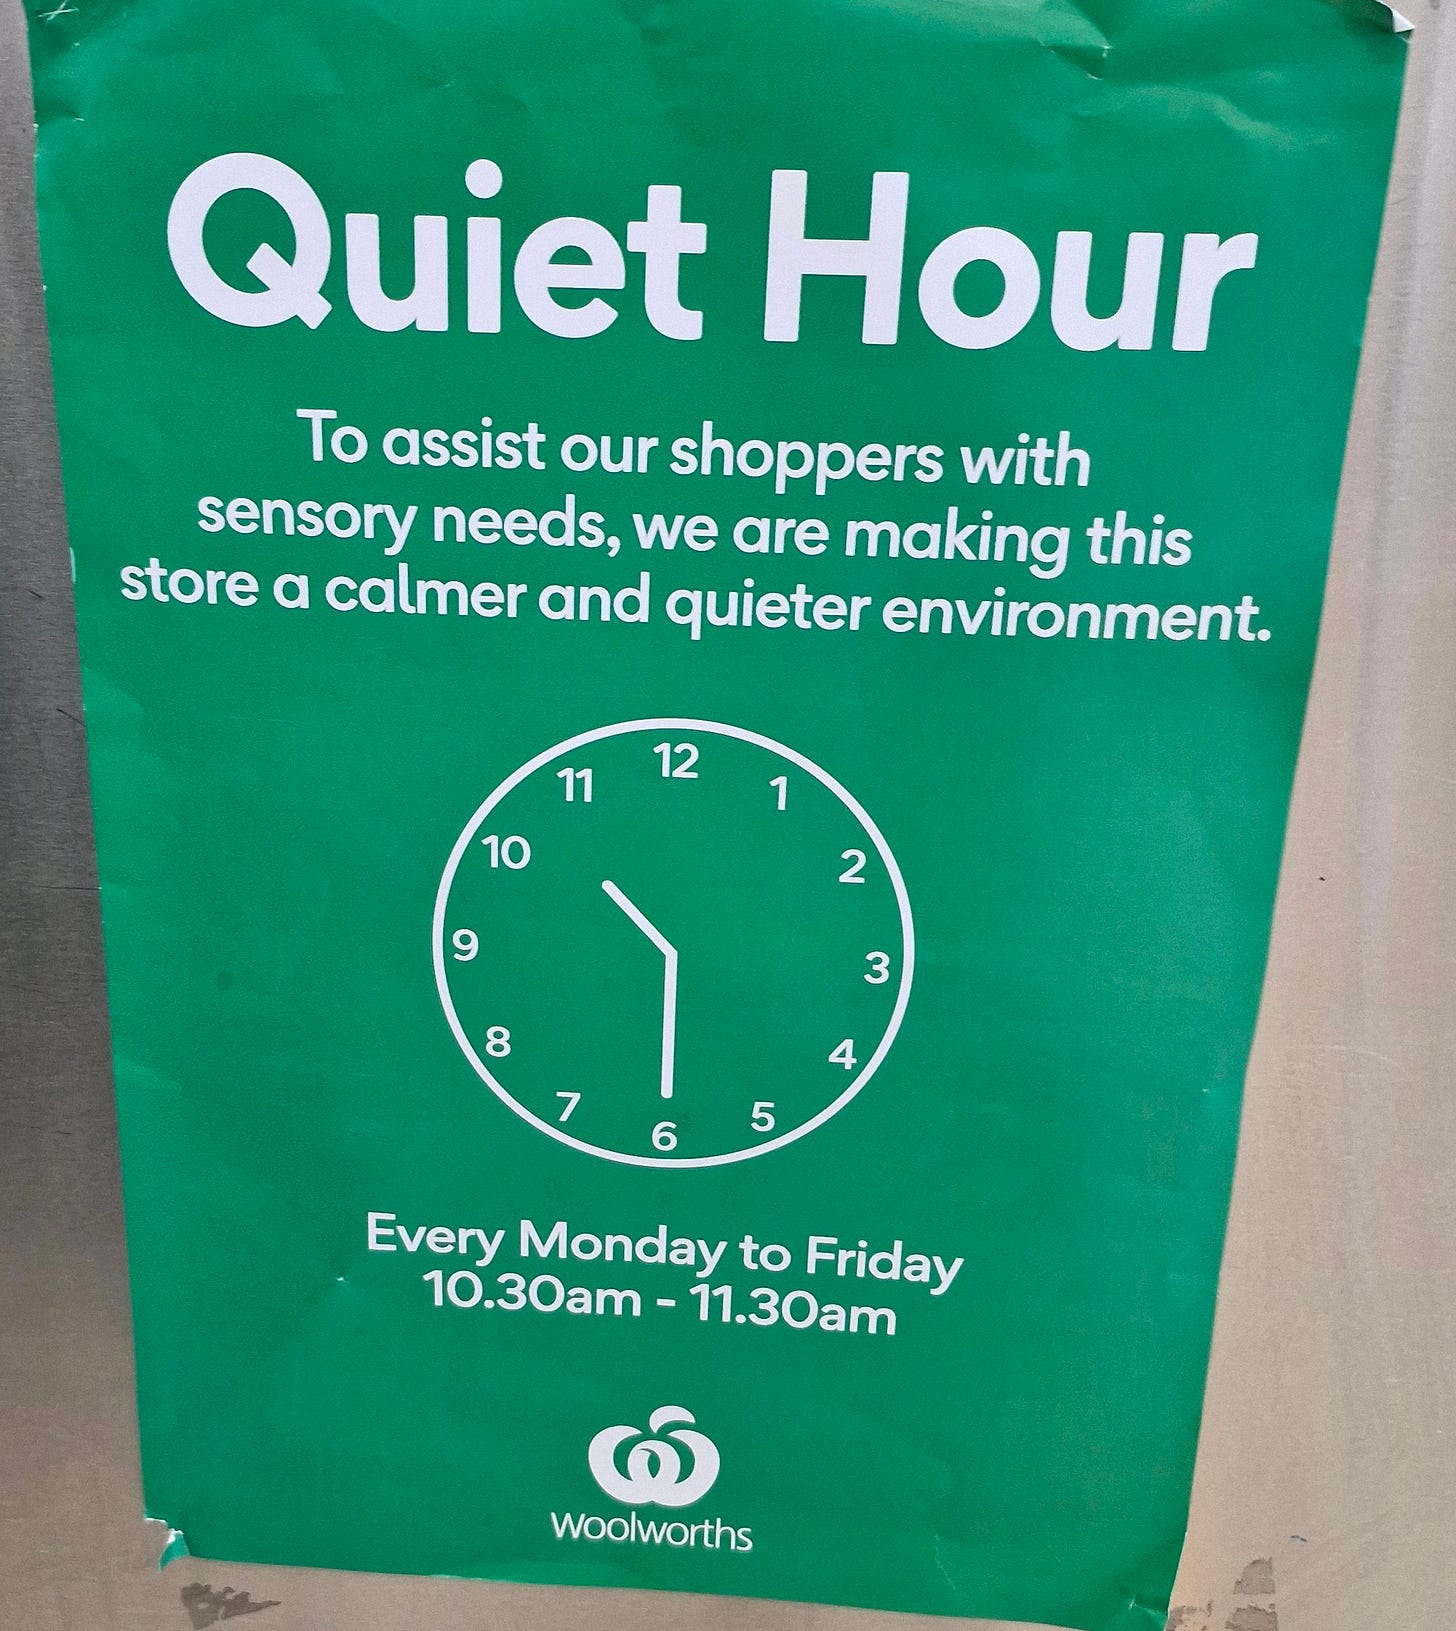 Quiet Hour
To assist our shoppers with
sensory needs, we are making this
store a calmer and quieter environment.
12
1
2
3
4
5
6
7
8
9
10
11
Every Monday to Friday
10.30am - 11.30am
woolworths